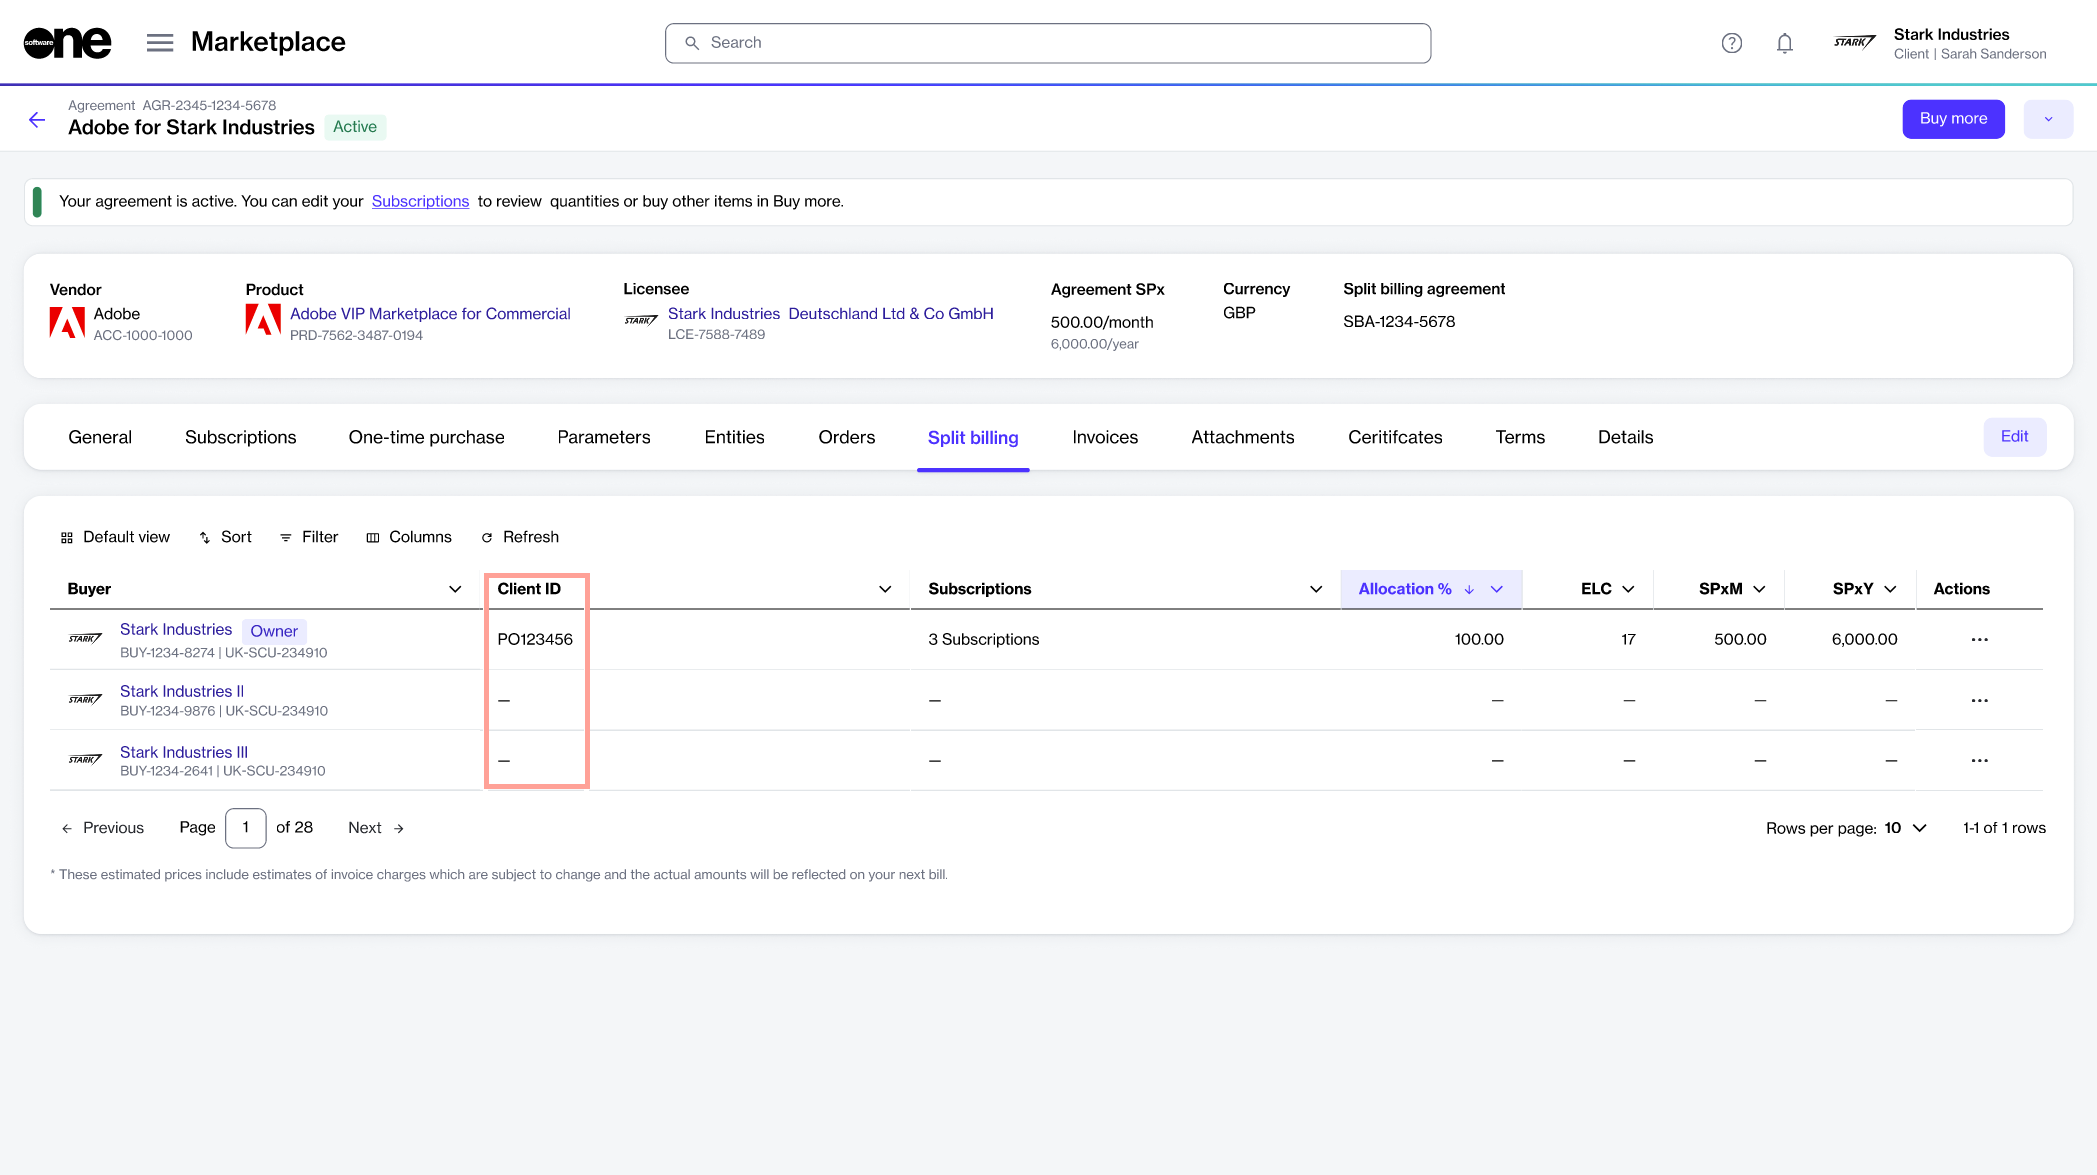 software one
Marketplace
Search
Stark Industries
Client | Sarah Sanderson
Agreement AGR-2345-1234-5678
Adobe for Stark Industries Active
Buy more
Your agreement is active. You can edit your Subscriptions to review quantities or buy other items in Buy more.
Vendor
Adobe
ACC-1000-1000
Product
Adobe VIP Marketplace for Commercial
PRD-7562-3487-0194
Licensee
STARK Stark Industries Deutschland Ltd & Co GmbH
LCE-7588-7489
Agreement SPx
500.00/month
6,000.00/year
Currency
GBP
Split billing agreement
SBA-1234-5678
General Subscriptions One-time purchase Parameters Entities Orders Split billing Invoices Attachments Ceritifcates Terms Details Edit
Default view Sort Filter Columns Refresh
Buyer Client ID Subscriptions Allocation % ELC SPxM SPxY Actions
STARK Stark Industries Owner
BUY-1234-8274 | UK-SCU-234910
PO123456 3 Subscriptions 100.00 17 500.00 6,000.00 ···
STARK Stark Industries II
BUY-1234-9876 | UK-SCU-234910
— — — — — — ···
STARK Stark Industries III
BUY-1234-2641 | UK-SCU-234910
— — — — — — ···
Previous Page 1 of 28 Next
Rows per page: 10 1-1 of 1 rows
* These estimated prices include estimates of invoice charges which are subject to change and the actual amounts will be reflected on your next bill.